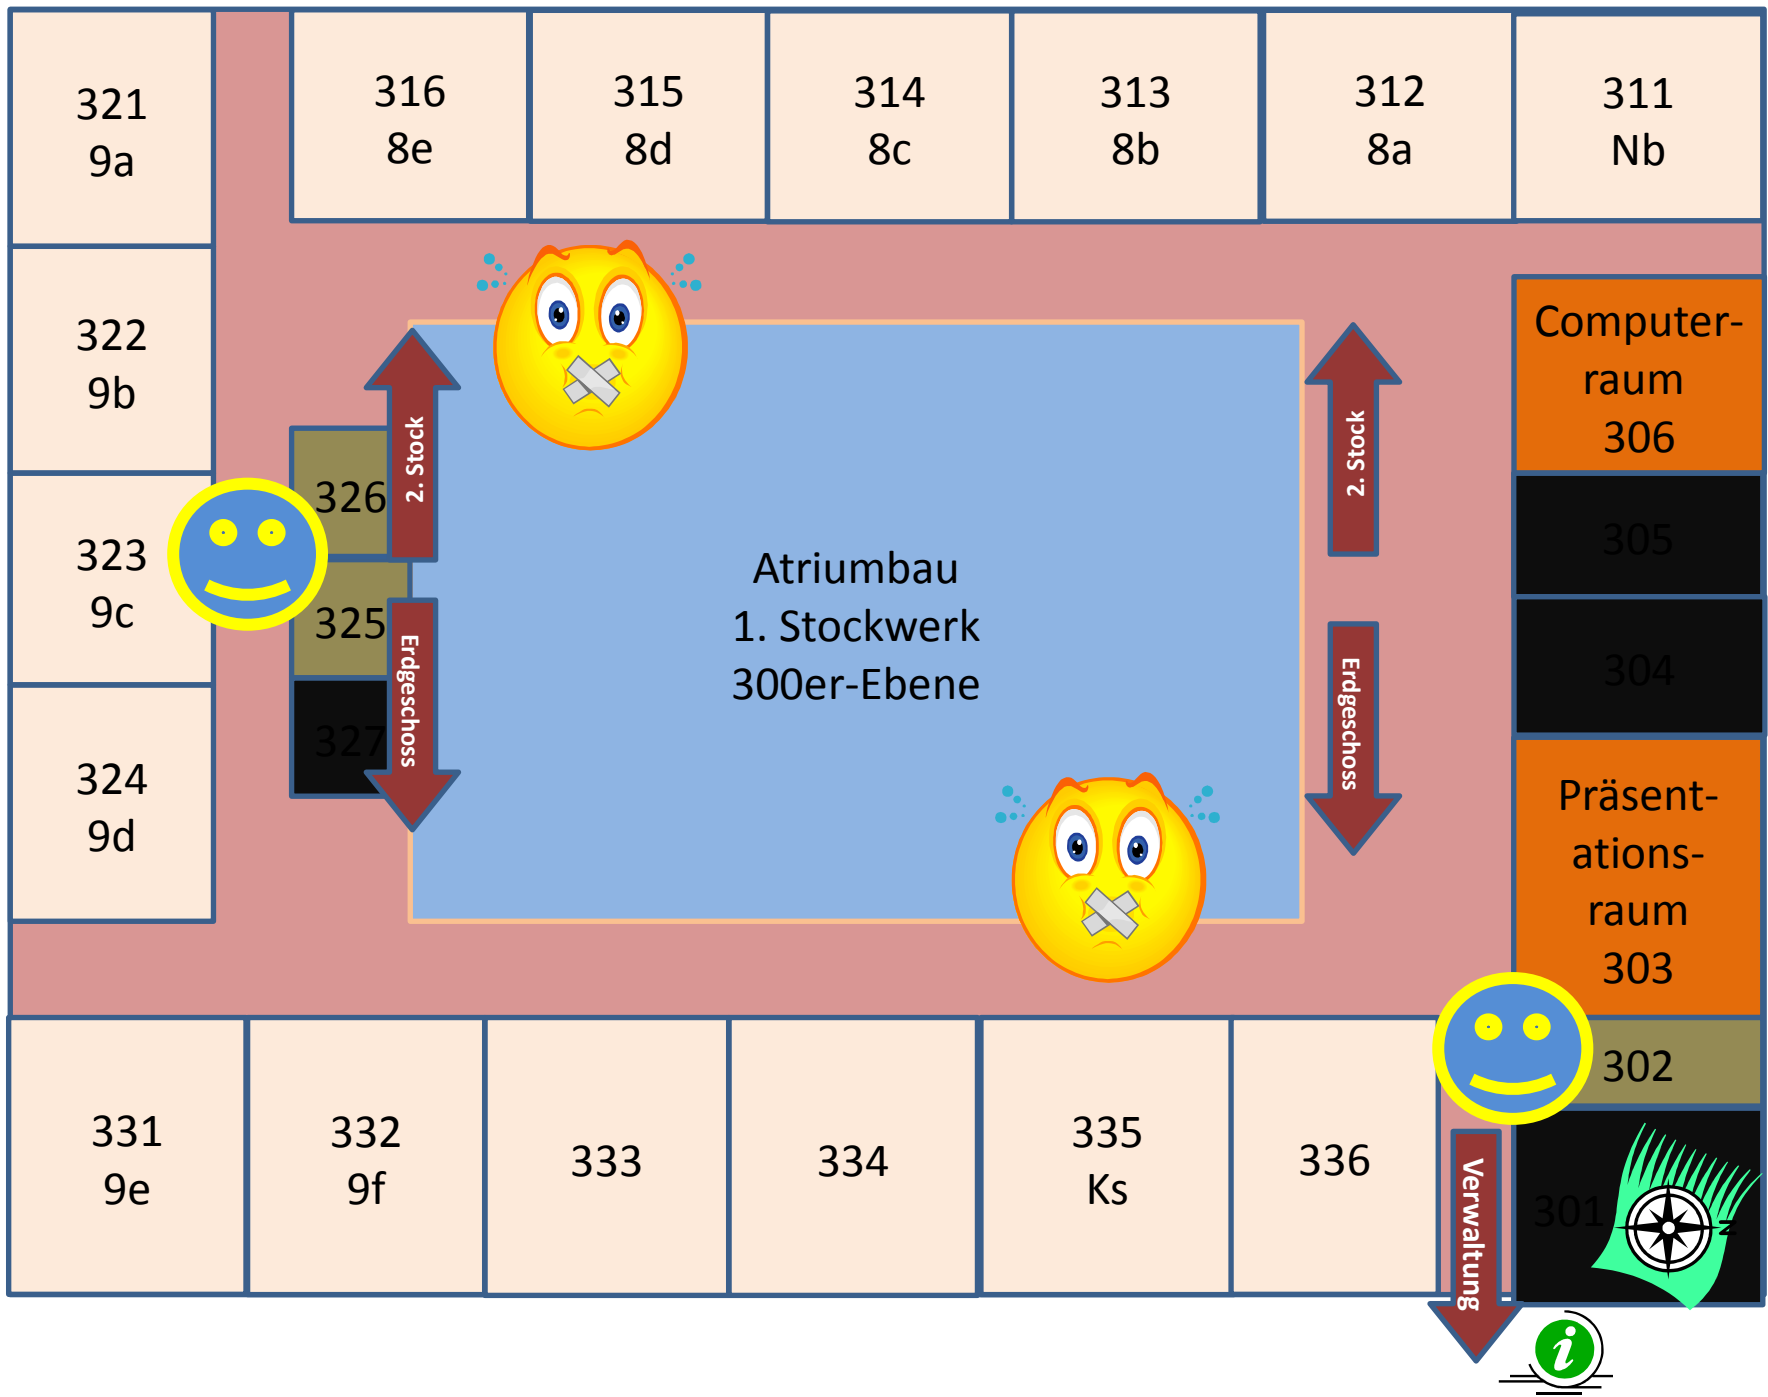 321
9a
316
8e
315
8d
314
8c
313
8b
312
8a
311
Nb
322
9b
323
9c
324
9d
326
325
327
2. Stock
Erdgeschoss
Atriumbau
1. Stockwerk
300er-Ebene
2. Stock
Erdgeschoss
Computer-
raum
306
305
304
Präsent-
ations-
raum
303
302
301
N
331
9e
332
9f
333
334
335
Ks
336
Verwaltung
i